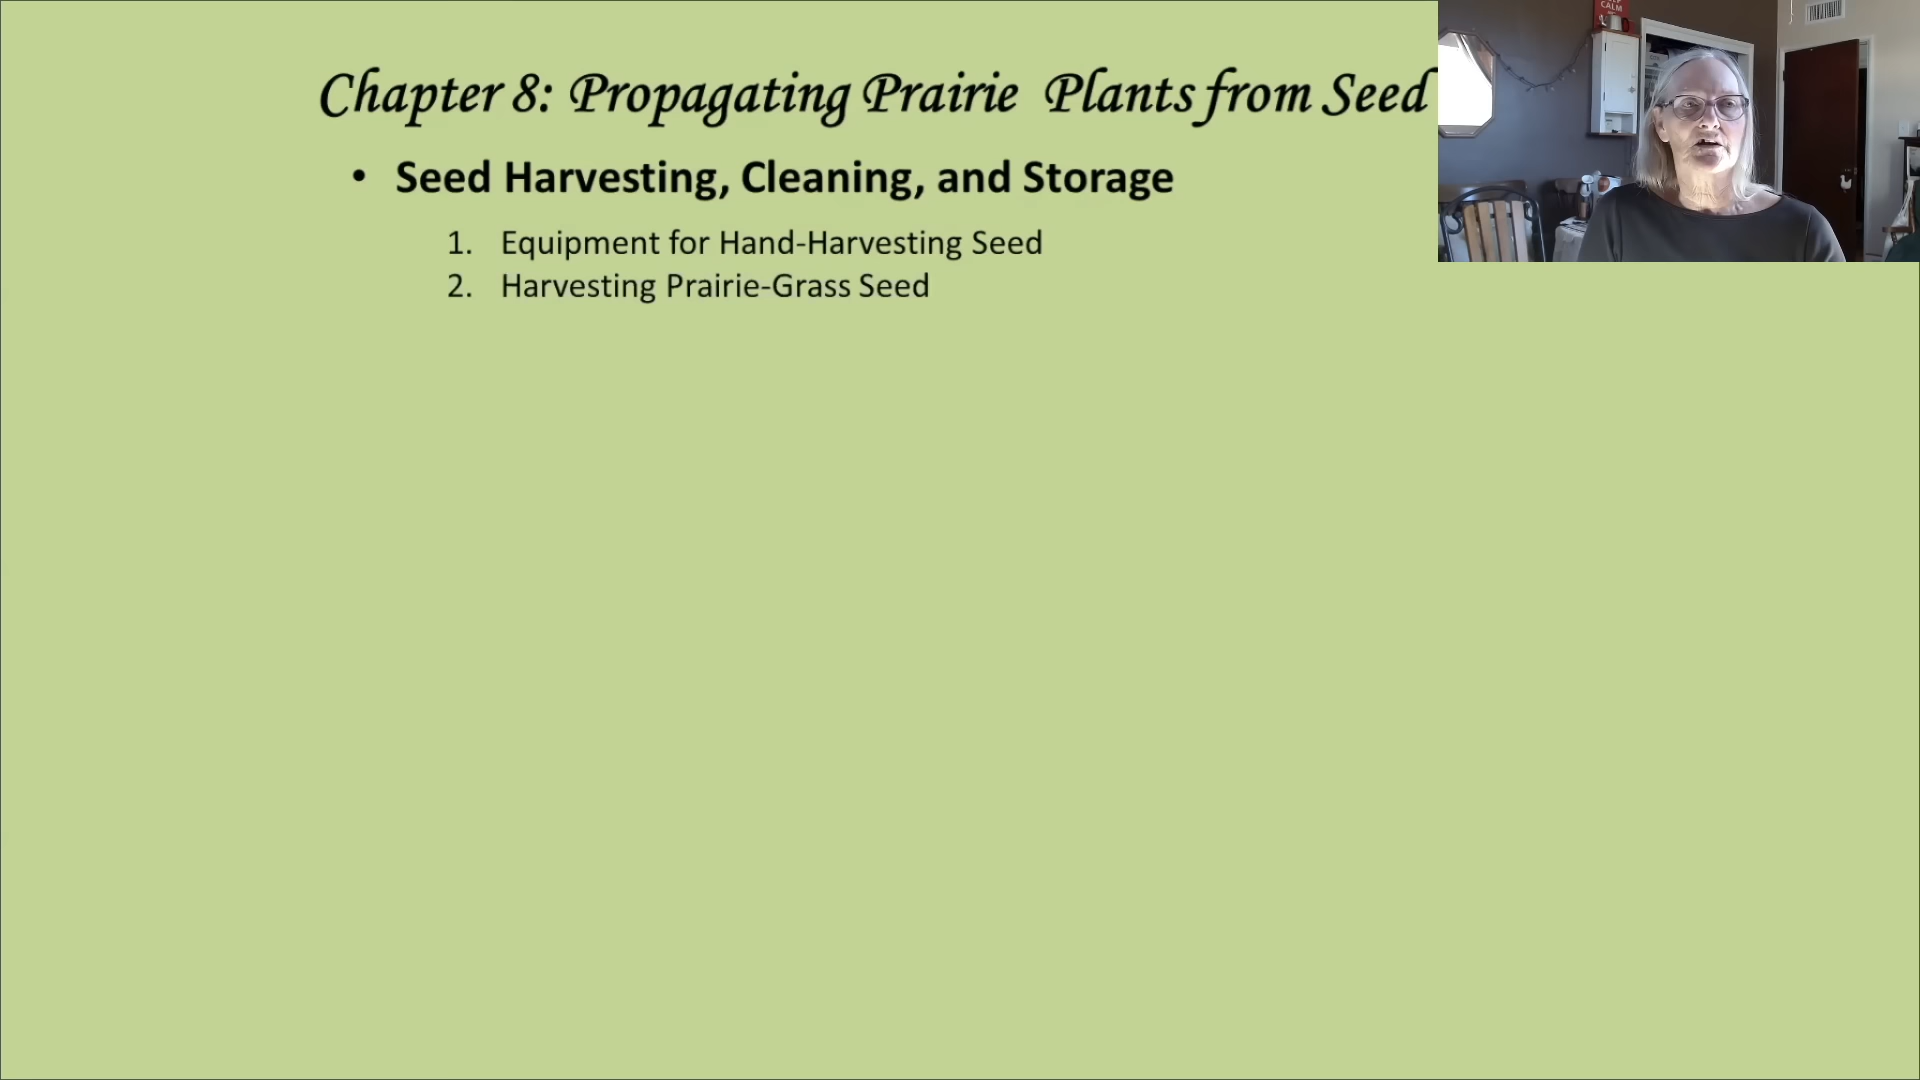 Chapter 8: Propagating Prairie Plants from Seed
• Seed Harvesting, Cleaning, and Storage
1. Equipment for Hand-Harvesting Seed
2. Harvesting Prairie-Grass Seed
CALM